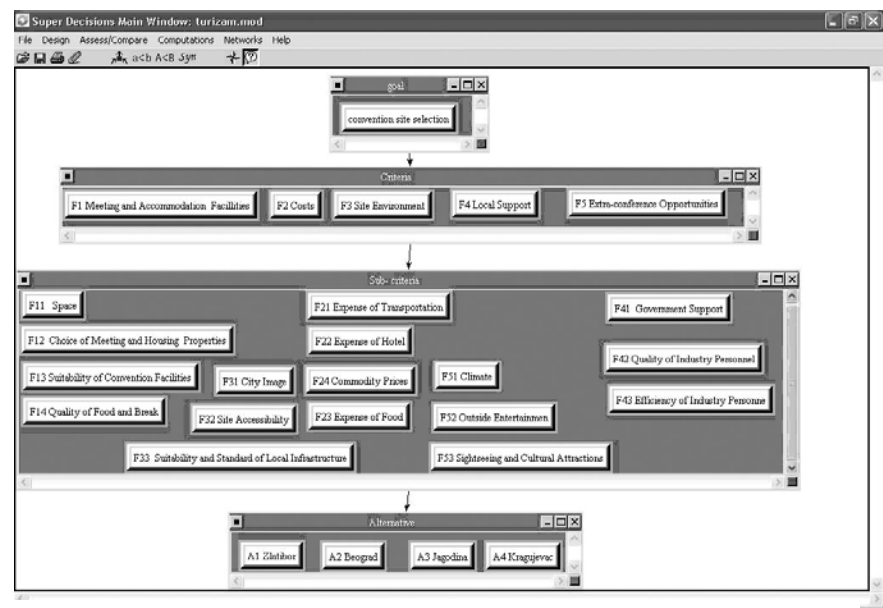 Super Decisions Main Window: turizam.mod
File Design Assess/Compare Computations Networks Help
a<b A<B Syn
goal
convention site selection
Criteria
F1 Meeting and Accommodation Facilities
F2 Costs
F3 Site Environment
F4 Local Support
F5 Extra-conference Opportunities
Sub-criteria
F11 Space
F21 Expense of Transportation
F41 Government Support
F12 Choice of Meeting and Housing Properties
F22 Expense of Hotel
F42 Quality of Industry Personnel
F13 Suitability of Convention Facilities
F31 City Image
F24 Commodity Prices
F51 Climate
F14 Quality of Food and Break
F32 Site Accessibility
F23 Expense of Food
F52 Outside Entertainmen
F43 Efficiency of Industry Personne
F33 Suitability and Standard of Local Infrastructure
F53 Sightseeing and Cultural Attractions
Alternative
A1 Zlatibor
A2 Beograd
A3 Jagodina
A4 Kragujevac